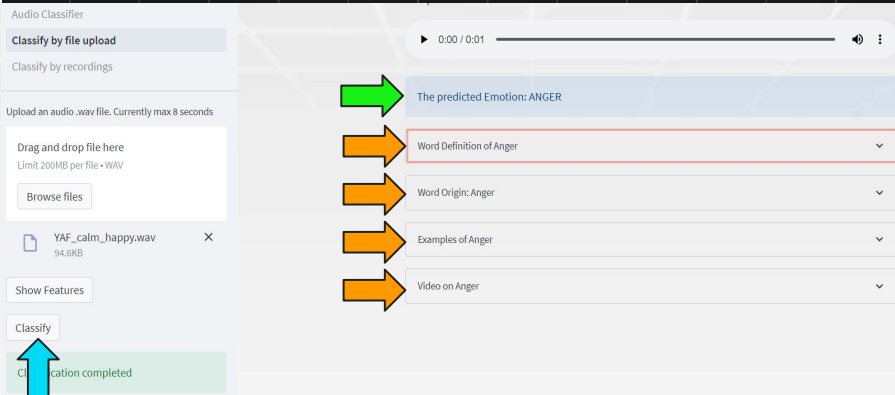 Audio Classifier
Classify by file upload
Classify by recordings
Upload an audio .wav file. Currently max 8 seconds
Drag and drop file here
Limit 200MB per file • WAV
Browse files
YAF_calm_happy.wav
94.6KB
Show Features
Classify
completed
0:00 / 0:01
The predicted Emotion: ANGER
Word Definition of Anger
Word Origin: Anger
Examples of Anger
Video on Anger